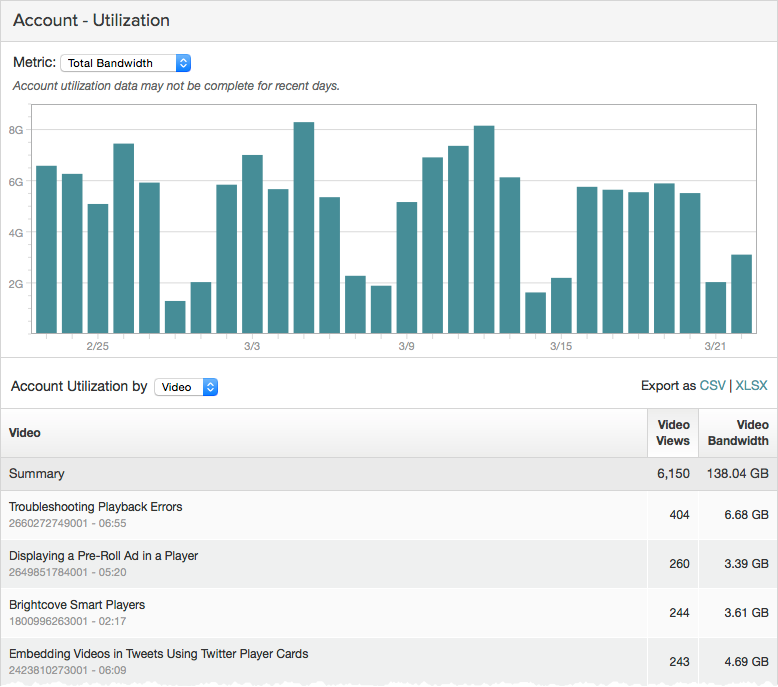 Account - Utilization
Metric: Total Bandwidth
Account utilization data may not be complete for recent days.
8G
6G
4G
2G
2/25 3/3 3/9 3/15 3/21
Account Utilization by Video Export as CSV | XLSX
Video Video Views Video Bandwidth
Summary 6,150 138.04 GB
Troubleshooting Playback Errors
2660272749001 - 06:55
404 6.68 GB
Displaying a Pre-Roll Ad in a Player
2649851784001 - 05:20
260 3.39 GB
Brightcove Smart Players
1800996263001 - 02:17
244 3.61 GB
Embedding Videos in Tweets Using Twitter Player Cards
2423810273001 - 06:09
243 4.69 GB